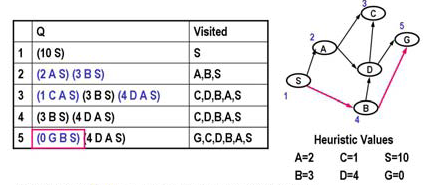 Q Visited
1 (10 S) S
2 (2 A S) (3 B S) A,B,S
3 (1 C A S) (3 B S) (4 D A S) C,D,B,A,S
4 (3 B S) (4 D A S) C,D,B,A,S
5 (0 G B S) (4 D A S) G,C,D,B,A,S
3 C
5
G
2 A
D
S
1
B
4
Heuristic Values
A=2 C=1 S=10
B=3 D=4 G=0